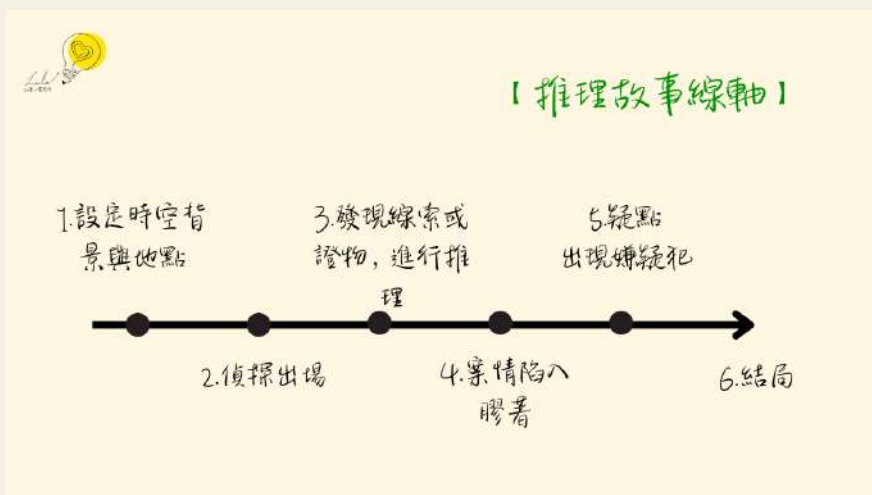 【推理故事線軸】
1.設定時空背
景與地點
3.發現線索或
證物，進行推
理
5.疑點
出現嫌疑犯
2.偵探出場
4.案情陷入
膠著
6.結局